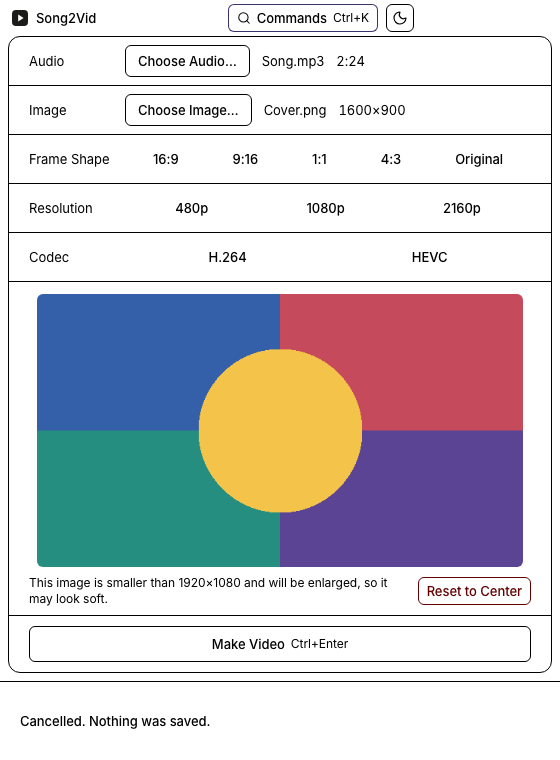 Song2Vid
Commands Ctrl+K
Audio Choose Audio... Song.mp3 2:24
Image Choose Image... Cover.png 1600×900
Frame Shape 16:9 9:16 1:1 4:3 Original
Resolution 480p 1080p 2160p
Codec H.264 HEVC
This image is smaller than 1920×1080 and will be enlarged, so it
may look soft.
Reset to Center
Make Video Ctrl+Enter
Cancelled. Nothing was saved.